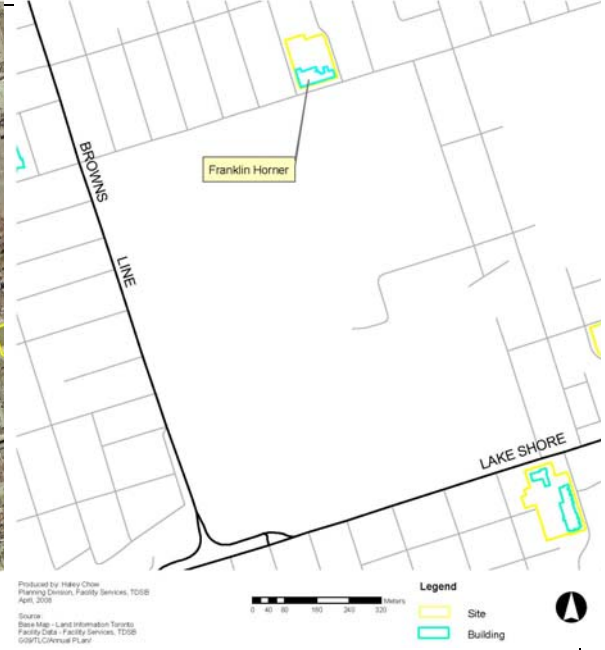 BROWNS
LINE
Franklin Horner
LAKE SHORE
Produced by: Haley Chow
Planning Division, Facility Services, TDSB
April, 2008
Source:
Base Map - Land Information Toronto
Facility Data - Facility Services, TDSB
0 40 80 160 240 320
Meters
Legend
Site
Building